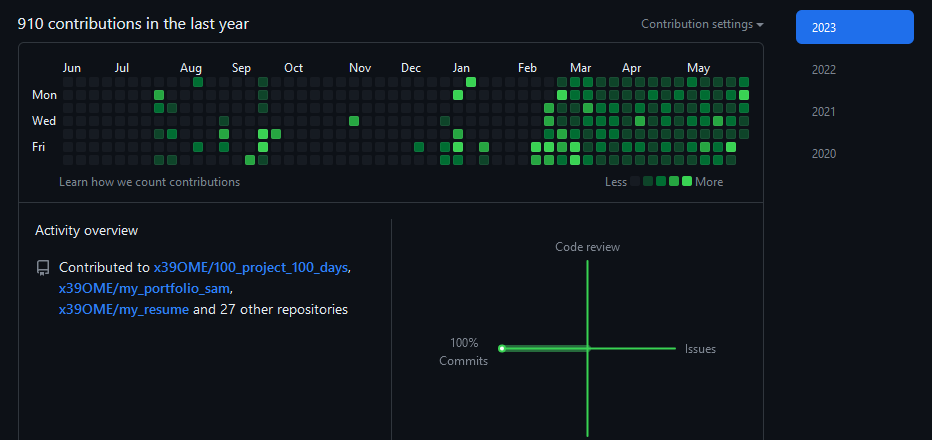 910 contributions in the last year
Contribution settings
2023
2022
2021
2020
Jun Jul Aug Sep Oct Nov Dec Jan Feb Mar Apr May
Mon
Wed
Fri
Learn how we count contributions
Less More
Activity overview
Contributed to x39OME/100_project_100_days,
x39OME/my_portfolio_sam,
x39OME/my_resume and 27 other repositories
Code review
100%
Commits
Issues